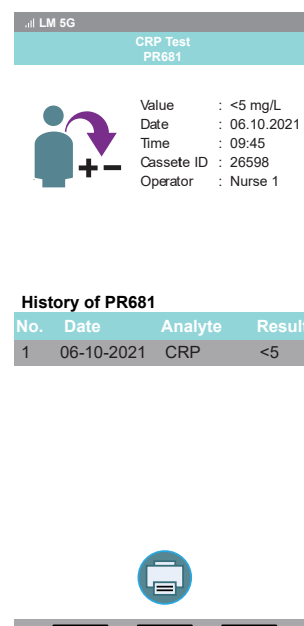 LM 5G
CRP Test
PR681
Value : <5 mg/L
Date : 06.10.2021
Time : 09:45
Cassete ID : 26598
Operator : Nurse 1
+ -
History of PR681
No. Date Analyte Result
1 06-10-2021 CRP <5